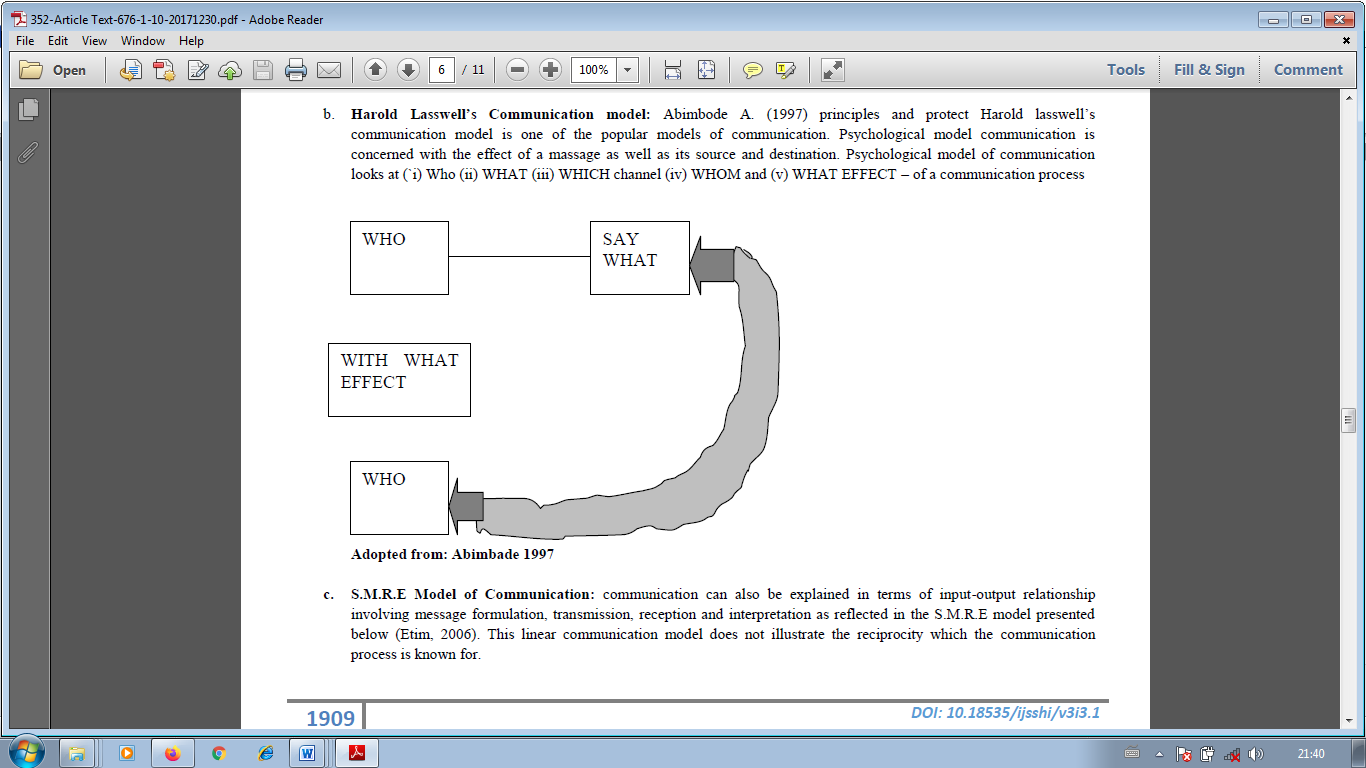 352-Article Text-676-1-10-20171230.pdf - Adobe Reader
File Edit View Window Help
Open 6 / 11 100% Tools Fill & Sign Comment
b. Harold Lasswell's Communication model: Abimbode A. (1997) principles and protect Harold lasswell's
communication model is one of the popular models of communication. Psychological model communication is
concerned with the effect of a massage as well as its source and destination. Psychological model of communication
looks at (`i) Who (ii) WHAT (iii) WHICH channel (iv) WHOM and (v) WHAT EFFECT – of a communication process
WHO
SAY
WHAT
WITH WHAT
EFFECT
WHO
Adopted from: Abimbade 1997
c. S.M.R.E Model of Communication: communication can also be explained in terms of input-output relationship
involving message formulation, transmission, reception and interpretation as reflected in the S.M.R.E model presented
below (Etim, 2006). This linear communication model does not illustrate the reciprocity which the communication
process is known for.
1909 DOI: 10.18535/ijsshi/v3i3.1
21:40